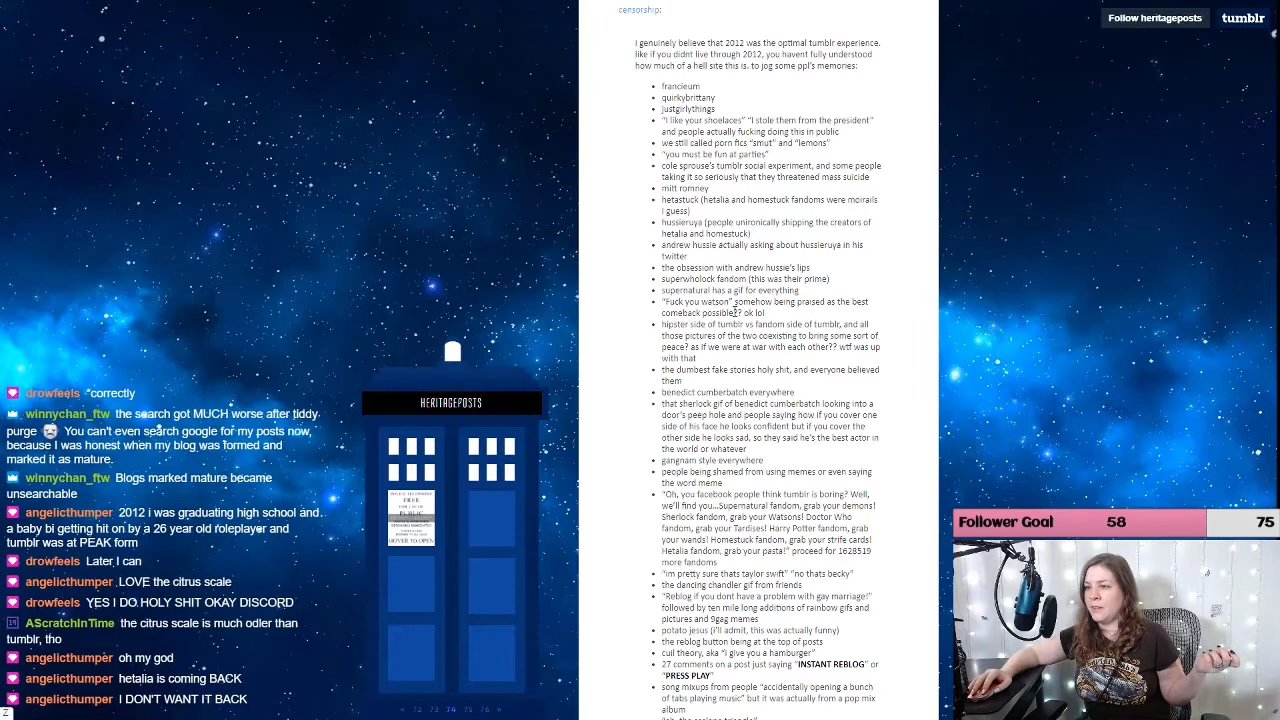 censorship:
Follow heritageposts
tumblr
I genuinely believe that 2012 was the optimal tumblr experience.
like if you didnt live through 2012, you havent fully understood
how much of a hell site this is. to jog some ppl's memories:
francieum
quirkybrittany
justgirlythings
"I like your shoelaces" "I stole them from the president"
and people actually fucking doing this in public
we still called porn fics "smut" and "lemons"
"you must be fun at parties"
cole sprouse's tumblr social experiment, and some people
taking it so seriously that they threatened mass suicide
mitt romney
hetastuck (hetalia and homestuck fandoms were moirails
i guess)
hussieruya (people unironically shipping the creators of
hetalia and homestuck)
andrew hussie actually asking about hussieruya in his
twitter
the obsession with andrew hussie's lips
superwholock fandom (this was their prime)
supernatural has a gif for everything
"Fuck you watson" somehow being praised as the best
comeback possible?? ok lol
hipster side of tumblr vs fandom side of tumblr, and all
those pictures of the two coexisting to bring some sort of
peace? as if we were at war with each other?? wtf was up
with that
the dumbest fake stories holy shit, and everyone believed
them
benedict cumberbatch everywhere
that sherlock gif of benedict cumberbatch looking into a
door's peep hole and people saying how if you cover one
side of his face he looks confident but if you cover the
other side he looks sad, so they said he's the best actor in
the world or whatever
gangnam style everywhere
people being shamed from using memes or even saying
the word meme
"Oh, you facebook people think tumblr is boring? Well,
we'll find you...Supernatural fandom, grab your demons!
Sherlock fandom, grab your Watsons! Doctor Who
fandom, grab your Tardises! Harry Potter fandom, grab
your wands! Homestuck fandom, grab your strife cards!
Hetalia fandom, grab your pasta!" proceed for 1628519
more fandoms
"im pretty sure thats taylor swift" "no thats becky"
the dancing chandler gif from friends
"Reblog if you dont have a problem with gay marriage!"
followed by ten mile long additions of rainbow gifs and
pictures and 9gag memes
potato jesus (i'll admit, this was actually funny)
the reblog button being at the top of posts
cuil theory, aka "I give you a hamburger"
27 comments on a post just saying "INSTANT REBLOG" or
"PRESS PLAY"
song mixups from people "accidentally opening a bunch
of tabs playing music" but it was actually from a pop mix
album
drowfeels *correctly
winnychan_ftw the search got MUCH worse after tiddy
purge You can't even search google for my posts now,
because I was honest when my blog was formed and
marked it as mature.
winnychan_ftw Blogs marked mature became
unsearchable
angelicthumper 2012 i was graduating high school and
a baby bi getting hit on by a 26 year old roleplayer and
tumblr was at PEAK for me
drowfeels Later I can
angelicthumper LOVE the citrus scale
drowfeels YES I DO MANY SHIT OKAY DISCORD
AScratchInTime the citrus scale is much odler than
tumblr, tho
angelicthumper oh my god
angelicthumper hetalia is coming BACK
angelicthumper I DON'T WANT IT BACK
HERITAGEPOSTS
POLICE TELEPHONE
FREE
FOR USE OF
PUBLIC
HOVER TO OPEN
« 72 73 74 75 76 »
Follower Goal 58 75